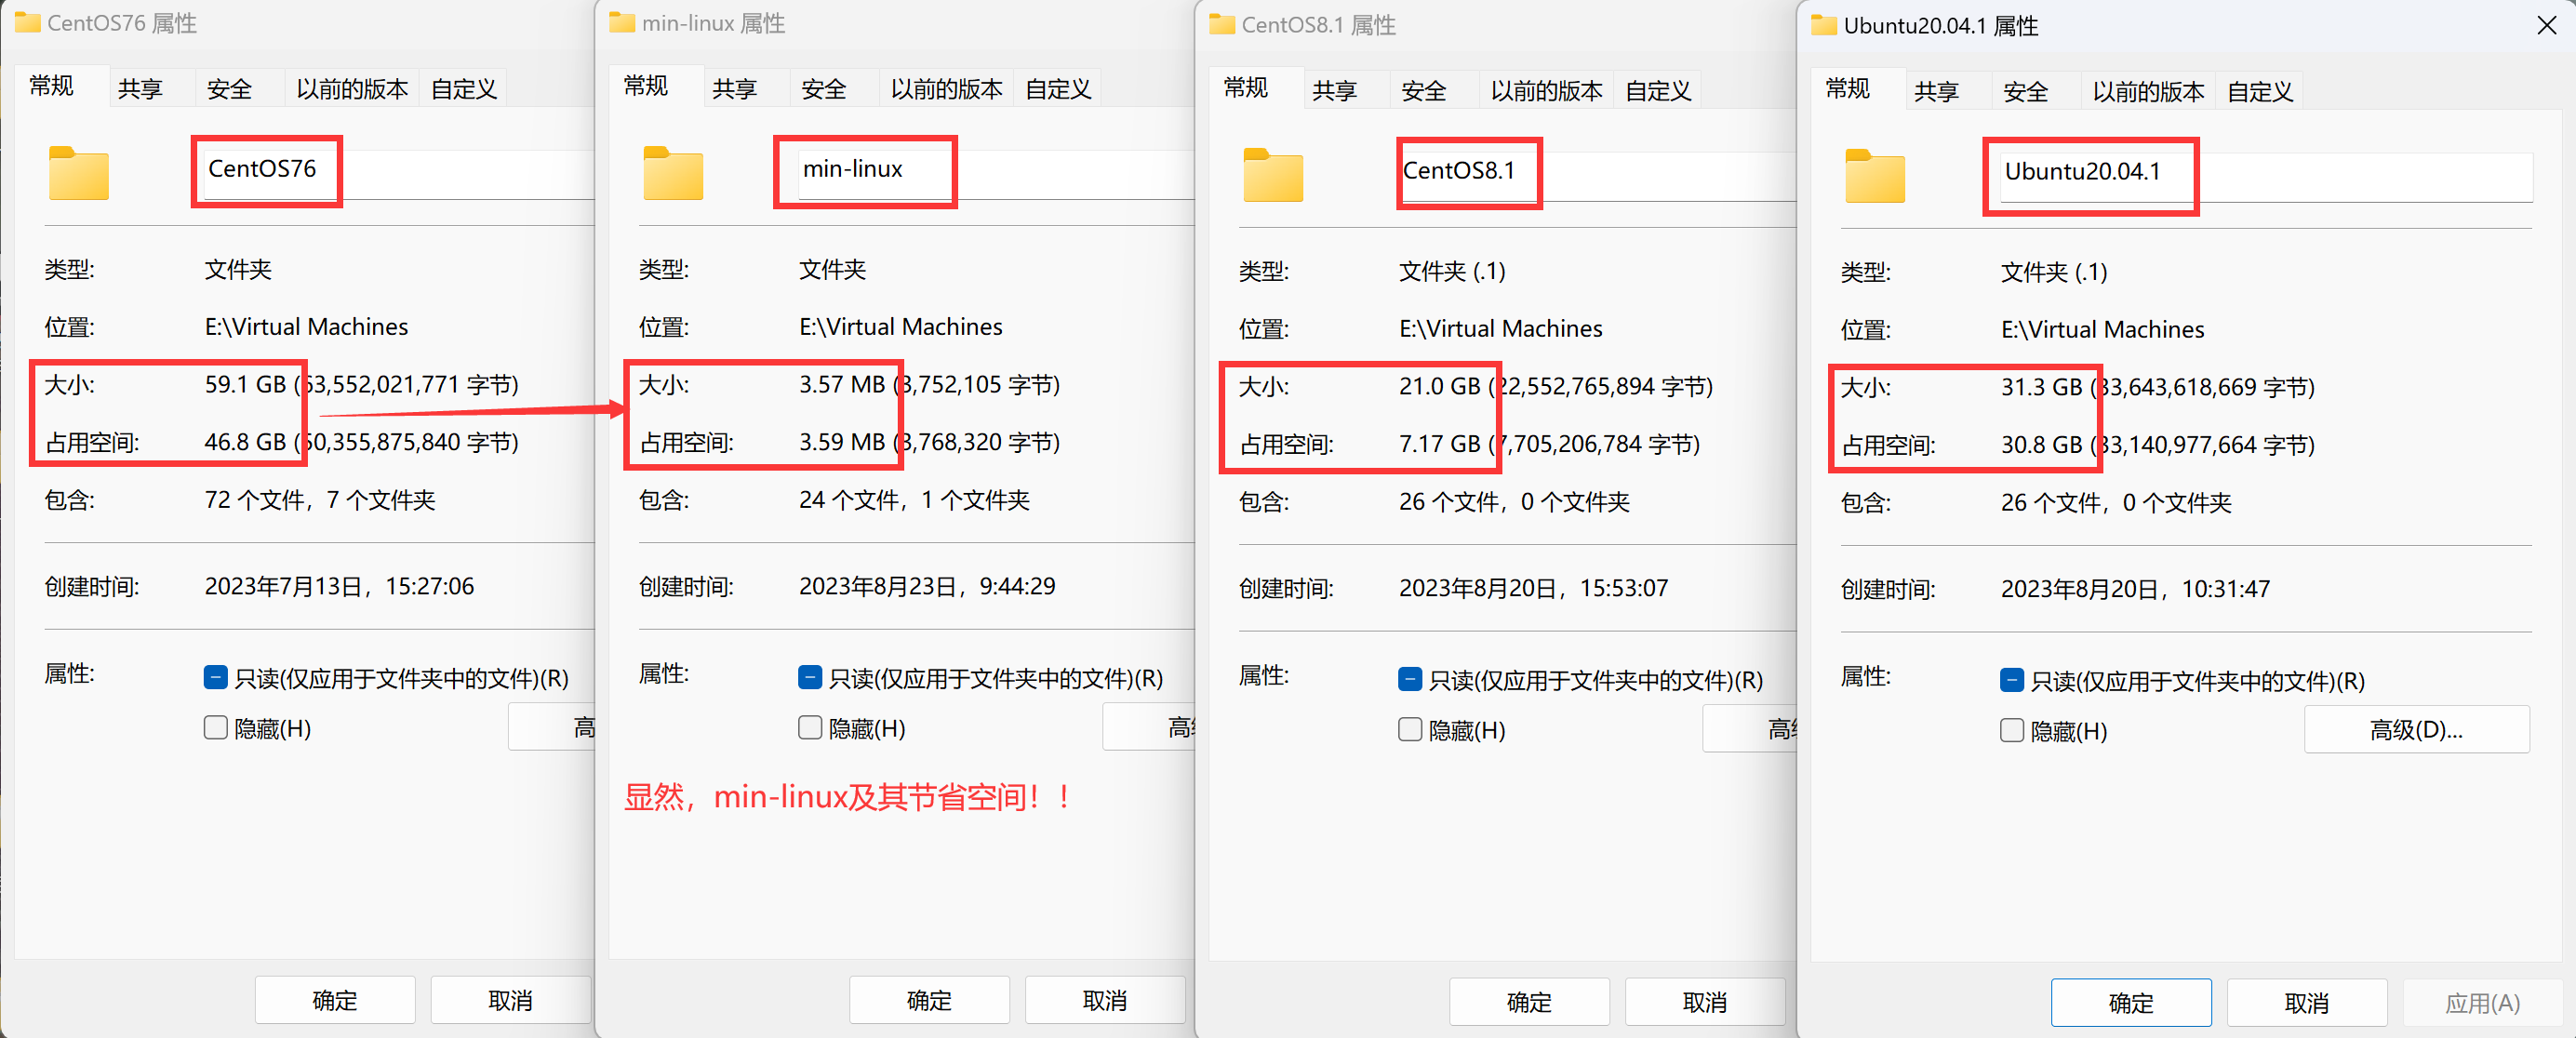 CentOS76 属性
常规 共享 安全 以前的版本 自定义
CentOS76
类型: 文件夹
位置: E:\Virtual Machines
大小: 59.1 GB (63,552,021,771 字节)
占用空间: 46.8 GB (50,355,875,840 字节)
包含: 72 个文件，7 个文件夹
创建时间: 2023年7月13日，15:27:06
属性: 只读(仅应用于文件夹中的文件)(R)
隐藏(H) 高
确定 取消
min-linux 属性
常规 共享 安全 以前的版本 自定义
min-linux
类型: 文件夹
位置: E:\Virtual Machines
大小: 3.57 MB (3,752,105 字节)
占用空间: 3.59 MB (3,768,320 字节)
包含: 24 个文件，1 个文件夹
创建时间: 2023年8月23日，9:44:29
属性: 只读(仅应用于文件夹中的文件)(R)
隐藏(H) 高
显然，min-linux及其节省空间！！
确定 取消
CentOS8.1 属性
常规 共享 安全 以前的版本 自定义
CentOS8.1
类型: 文件夹 (.1)
位置: E:\Virtual Machines
大小: 21.0 GB (22,552,765,894 字节)
占用空间: 7.17 GB (7,705,206,784 字节)
包含: 26 个文件，0 个文件夹
创建时间: 2023年8月20日，15:53:07
属性: 只读(仅应用于文件夹中的文件)(R)
隐藏(H) 高
确定 取消
Ubuntu20.04.1 属性
常规 共享 安全 以前的版本 自定义
Ubuntu20.04.1
类型: 文件夹 (.1)
位置: E:\Virtual Machines
大小: 31.3 GB (33,643,618,669 字节)
占用空间: 30.8 GB (33,140,977,664 字节)
包含: 26 个文件，0 个文件夹
创建时间: 2023年8月20日，10:31:47
属性: 只读(仅应用于文件夹中的文件)(R)
隐藏(H) 高级(D)...
确定 取消 应用(A)